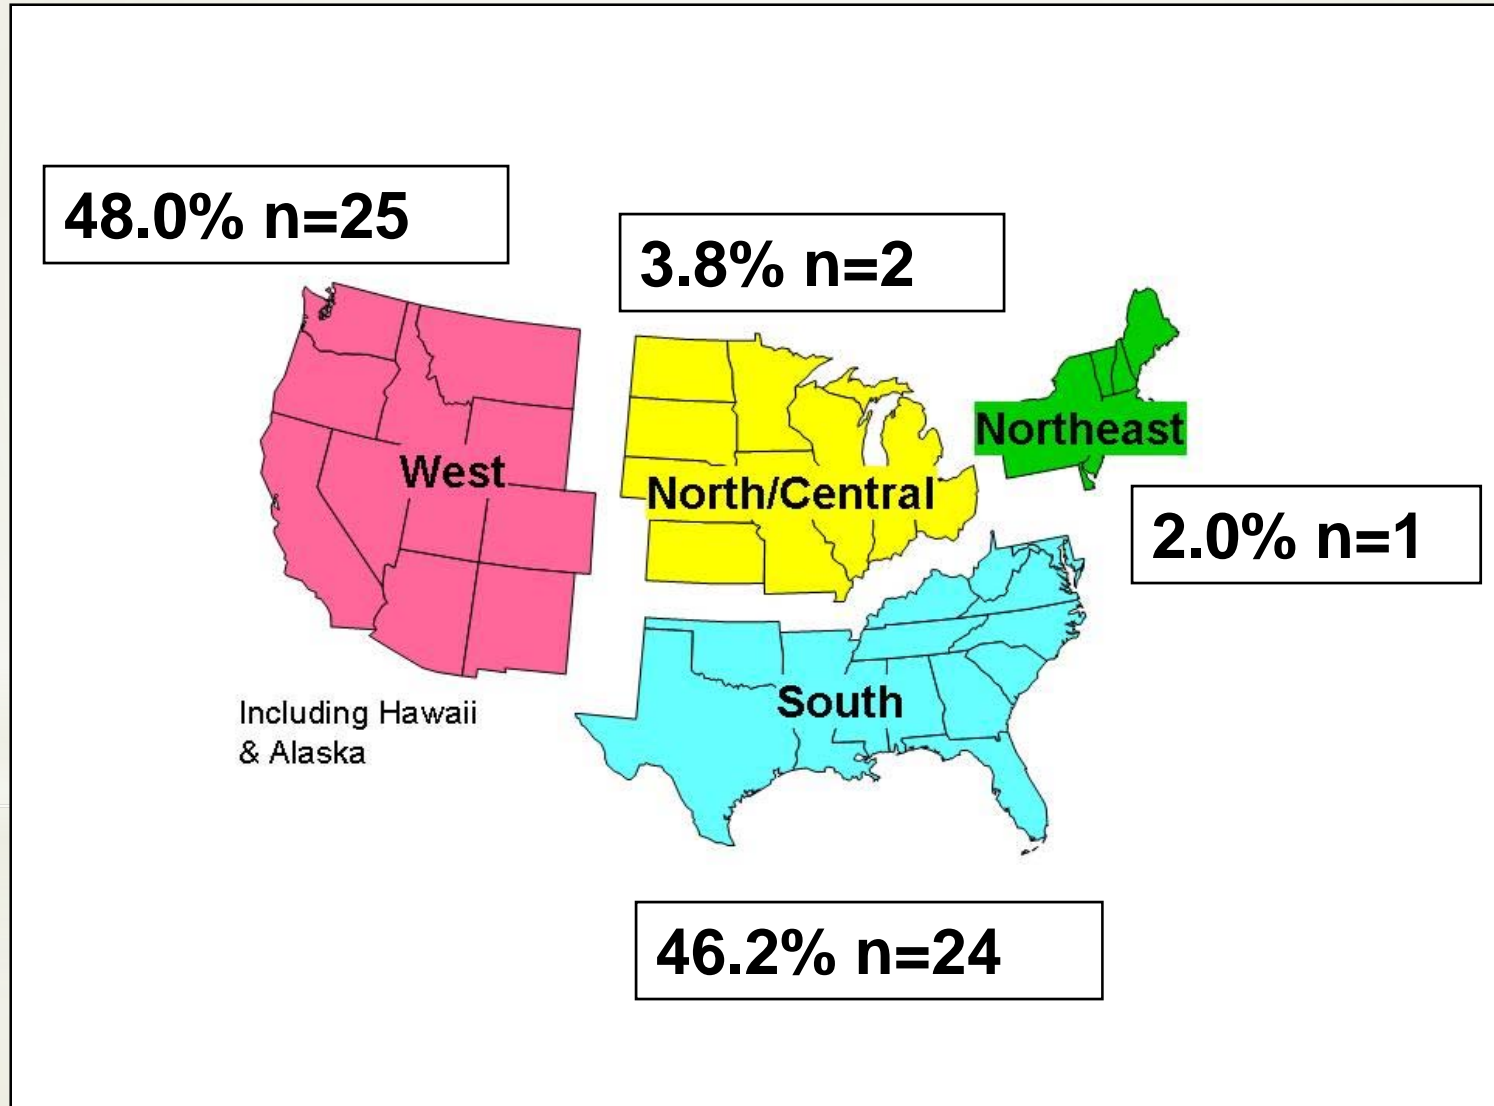 48.0% n=25
3.8% n=2
Northeast
West
North/Central
2.0% n=1
South
Including Hawaii
& Alaska
46.2% n=24